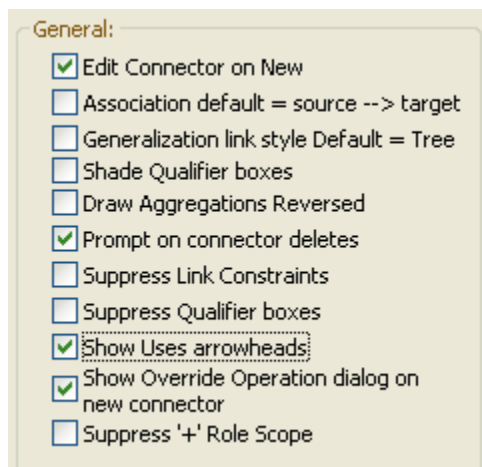 General:
Edit Connector on New
Association default = source --> target
Generalization link style Default = Tree
Shade Qualifier boxes
Draw Aggregations Reversed
Prompt on connector deletes
Suppress Link Constraints
Suppress Qualifier boxes
Show Uses arrowheads
Show Override Operation dialog on
new connector
Suppress '+' Role Scope